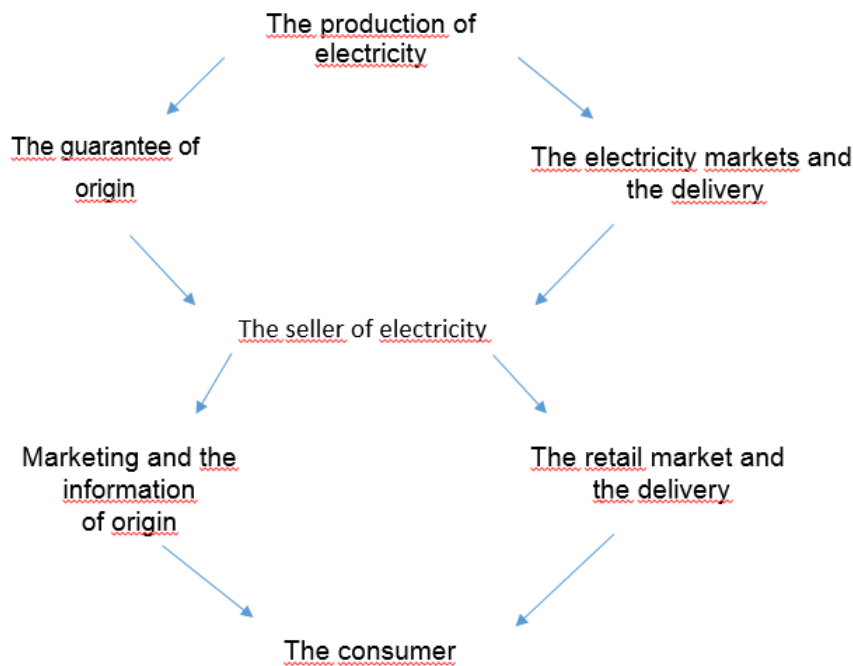 The production of
electricity
The guarantee of
origin
The electricity markets and
the delivery
The seller of electricity
Marketing and the
information
of origin
The retail market and
the delivery
The consumer